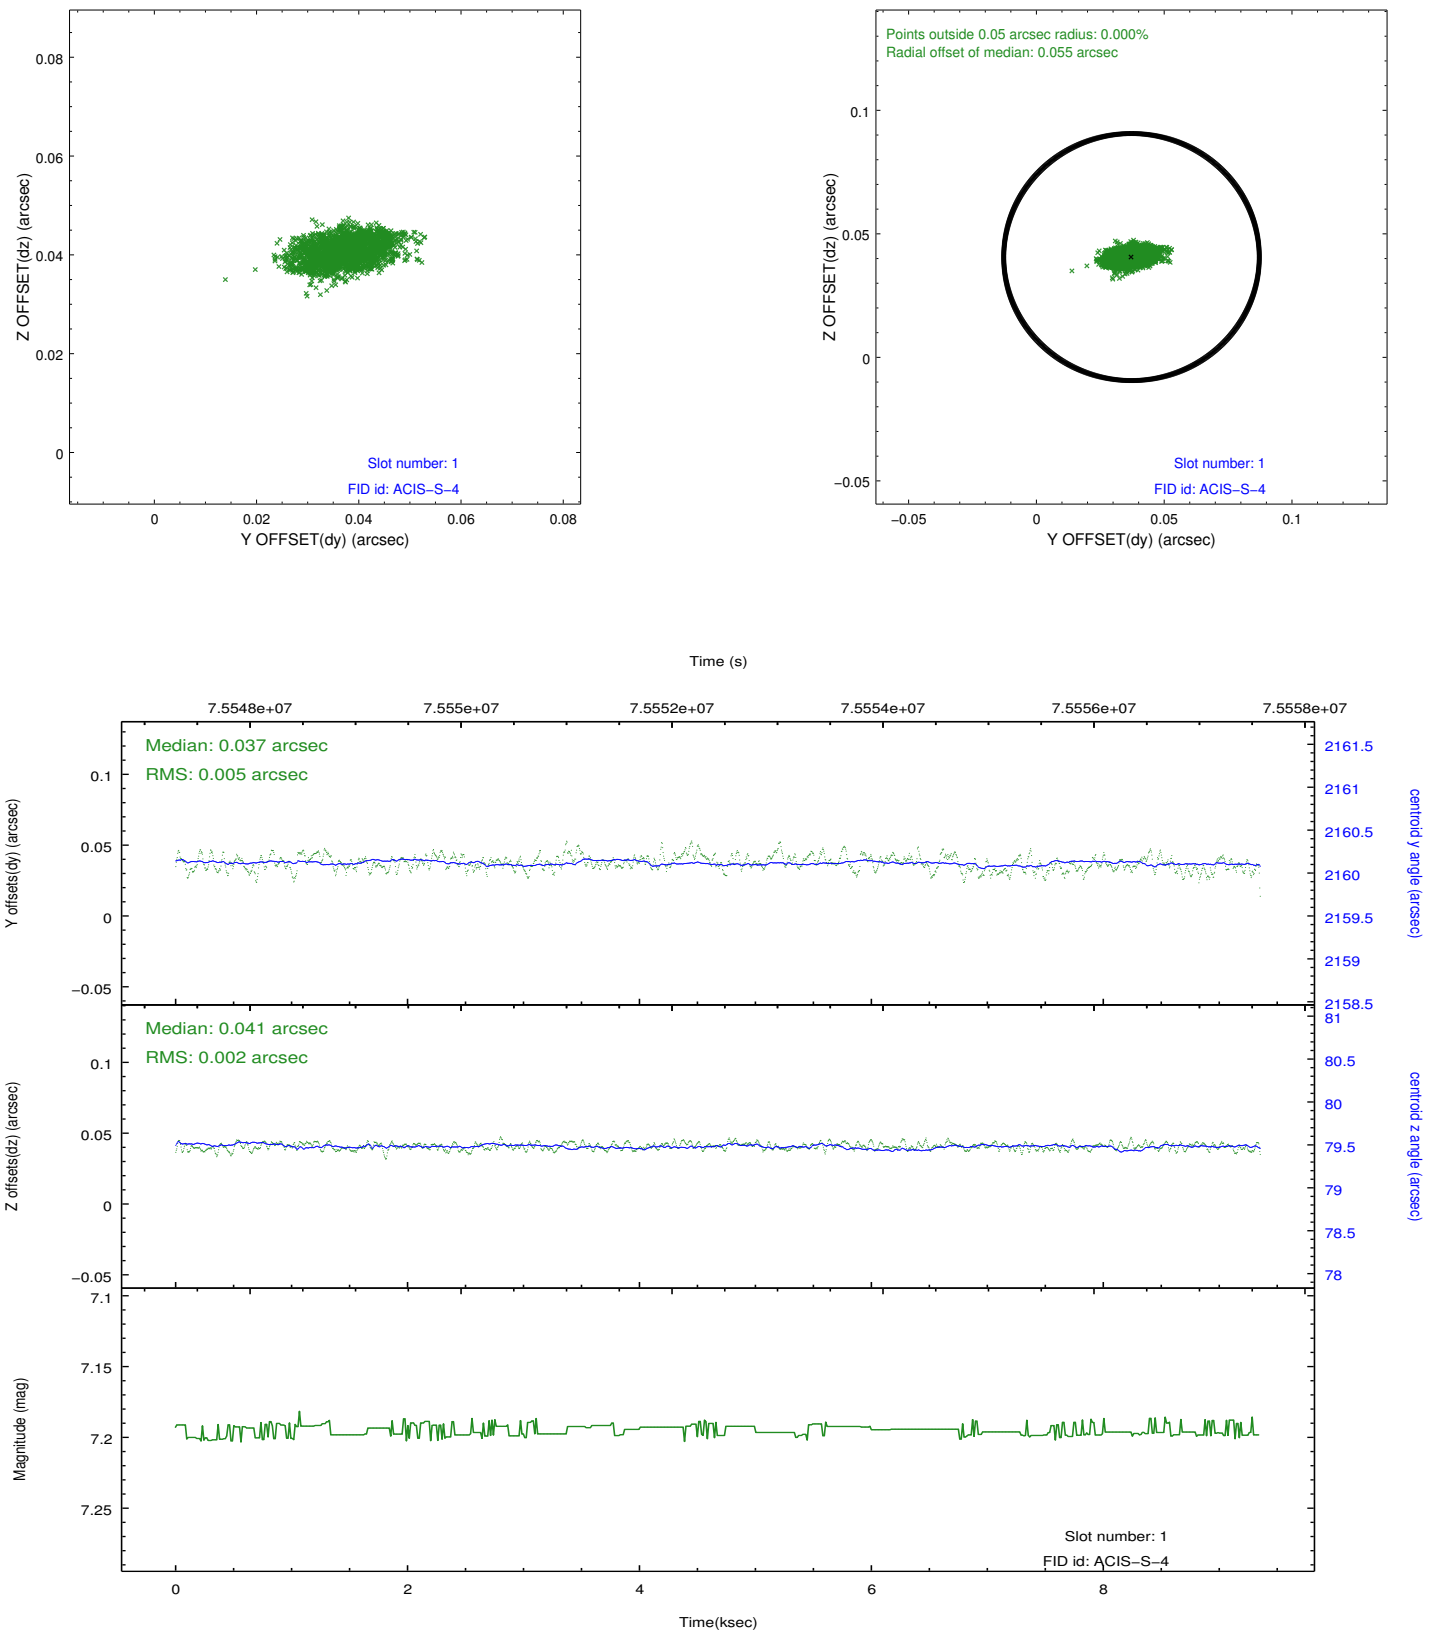 0.08
0.06
0.04
0.02
0
Z OFFSET(dz) (arcsec)
Slot number: 1
FID id: ACIS−S−4
0 0.02 0.04 0.06 0.08
Y OFFSET(dy) (arcsec)
Points outside 0.05 arcsec radius: 0.000%
Radial offset of median: 0.055 arcsec
0.1
0.05
0
−0.05
Z OFFSET(dz) (arcsec)
Slot number: 1
FID id: ACIS−S−4
−0.05 0 0.05 0.1
Y OFFSET(dy) (arcsec)
Time (s)
7.5548e+07 7.555e+07 7.5552e+07 7.5554e+07 7.5556e+07 7.5558e+07
Median: 0.037 arcsec
RMS: 0.005 arcsec
0.1
0.05
0
−0.05
Y offsets(dy) (arcsec)
2161.5
2161
2160.5
2160
2159.5
2159
2158.5
centroid y angle (arcsec)
Median: 0.041 arcsec
RMS: 0.002 arcsec
0.1
0.05
0
−0.05
Z offsets(dz) (arcsec)
81
80.5
80
79.5
79
78.5
78
centroid z angle (arcsec)
7.1
7.15
7.2
7.25
Magnitude (mag)
Slot number: 1
FID id: ACIS−S−4
0 2 4 6 8
Time(ksec)